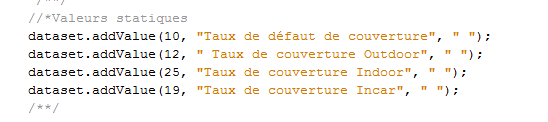 /**/
//*Valeurs statiques
dataset.addValue(10, "Taux de défaut de couverture", " ");
dataset.addValue(12, " Taux de couverture Outdoor", " ");
dataset.addValue(25, "Taux de couverture Indoor", " ");
dataset.addValue(19, "Taux de couverture Incar", " ");
/**/